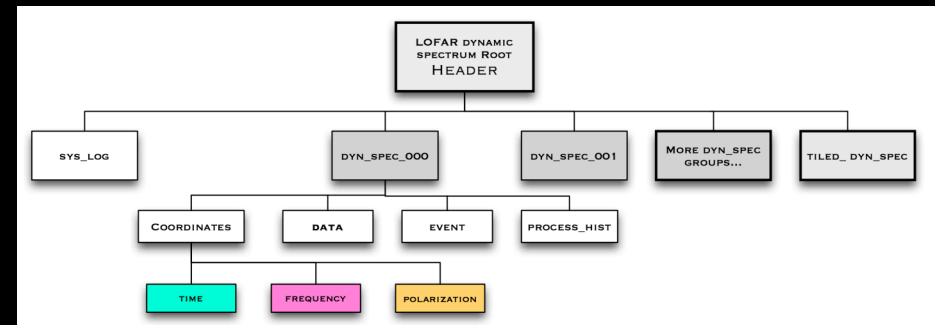 LOFAR DYNAMIC
SPECTRUM ROOT
HEADER
SYS_LOG
DYN_SPEC_000
DYN_SPEC_001
MORE DYN_SPEC
GROUPS...
TILED_ DYN_SPEC
COORDINATES
DATA
EVENT
PROCESS_HIST
TIME
FREQUENCY
POLARIZATION